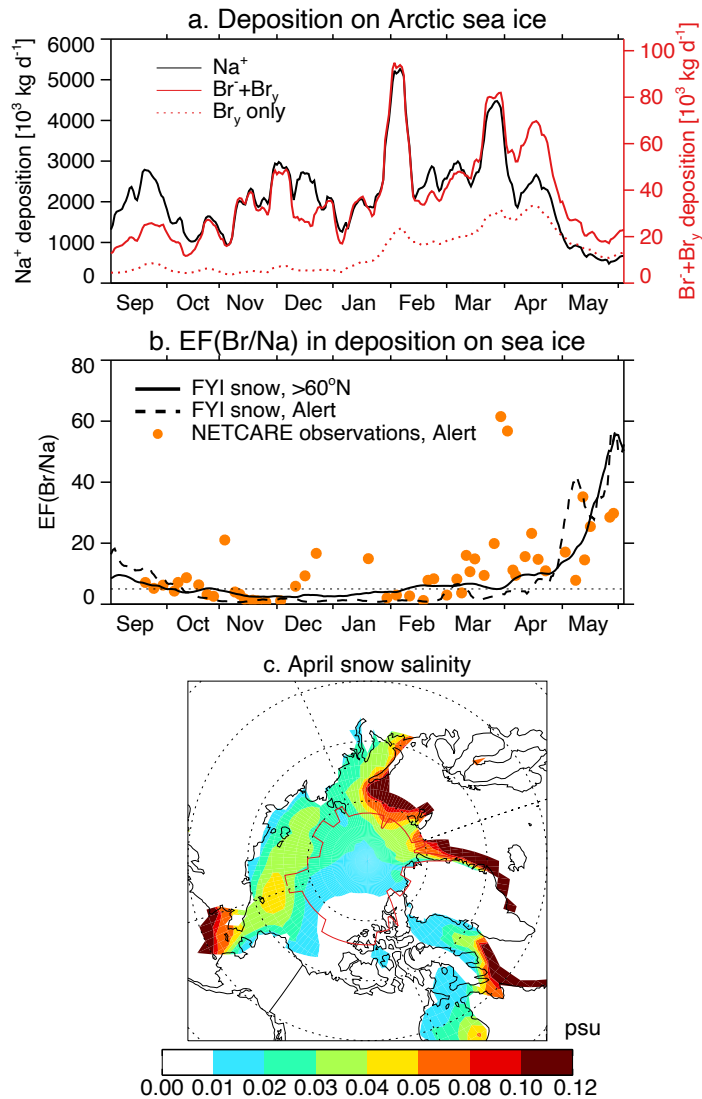 a. Deposition on Arctic sea ice
Na⁺ deposition [10³ kg d⁻¹]
6000
5000
4000
3000
2000
1000
0
Na⁺
Br⁻+Brᵧ
Brᵧ only
100
80
60
40
20
0
Br⁻+Brᵧ deposition [10³ kg d⁻¹]
Sep Oct Nov Dec Jan Feb Mar Apr May
b. EF(Br/Na) in deposition on sea ice
EF(Br/Na)
80
60
40
20
0
FYI snow, >60°N
FYI snow, Alert
NETCARE observations, Alert
Sep Oct Nov Dec Jan Feb Mar Apr May
c. April snow salinity
psu
0.00 0.01 0.02 0.03 0.04 0.05 0.08 0.10 0.12